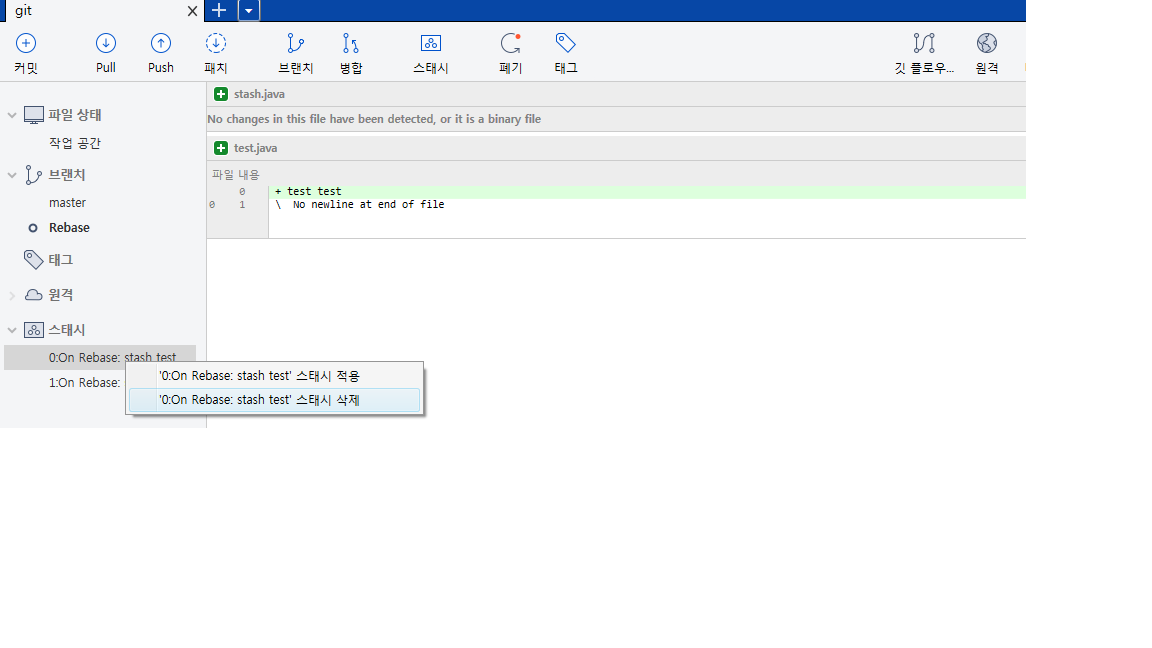 git
커밋
Pull
Push
패치
브랜치
병합
스태시
폐기
태그
깃 플로우...
원격
파일 상태
작업 공간
브랜치
master
Rebase
태그
원격
스태시
0:On Rebase: stash test
1:On Rebase:
'0:On Rebase: stash test' 스태시 적용
'0:On Rebase: stash test' 스태시 삭제
stash.java
No changes in this file have been detected, or it is a binary file
test.java
파일 내용
0 + test test
0 1 \ No newline at end of file